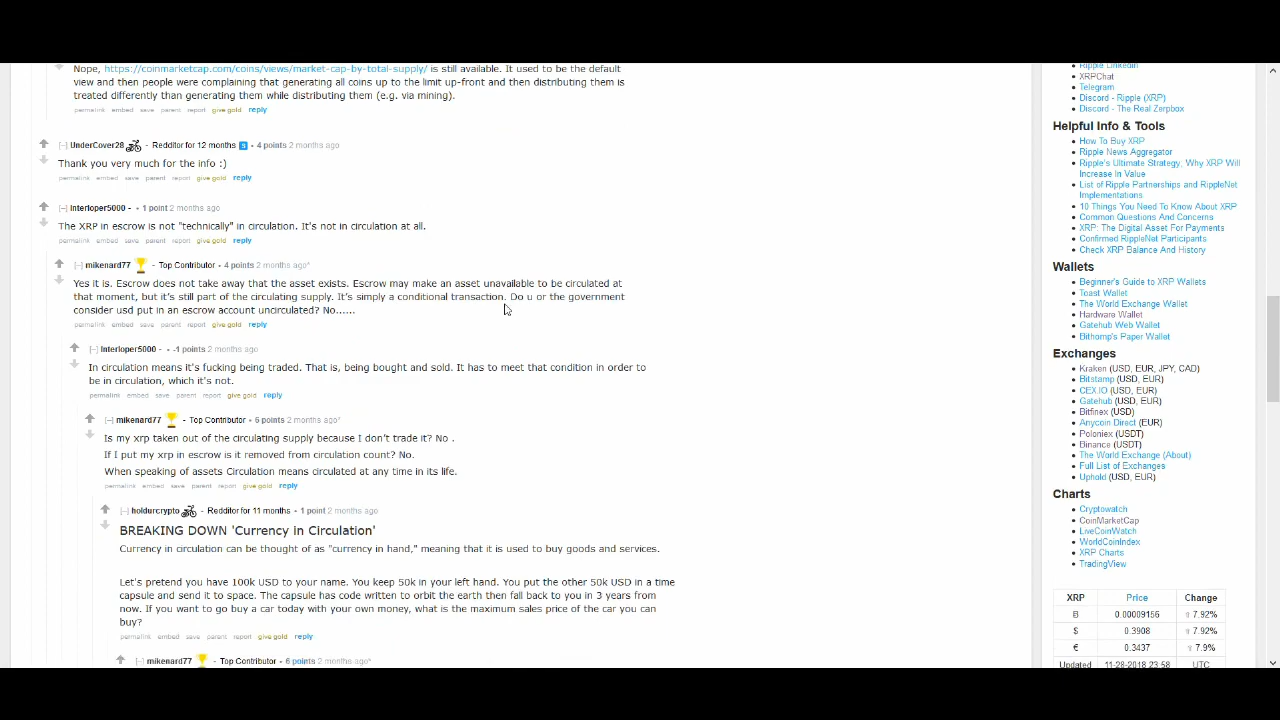 Nope, https://coinmarketcap.com/coins/views/market-cap-by-total-supply/ is still available. It used to be the default
view and then people were complaining that generating all coins up to the limit up-front and then distributing them is
treated differently than generating them while distributing them (e.g. via mining).
permalink embed save parent report give gold reply
[–] UnderCover28 - Redditor for 12 months S • 4 points 2 months ago
Thank you very much for the info :)
permalink embed save parent report give gold reply
[–] Interloper5000 - • 1 point 2 months ago
The XRP in escrow is not "technically" in circulation. It's not in circulation at all.
permalink embed save parent report give gold reply
[–] mikenard77 - Top Contributor • 4 points 2 months ago*
Yes it is. Escrow does not take away that the asset exists. Escrow may make an asset unavailable to be circulated at
that moment, but it's still part of the circulating supply. It's simply a conditional transaction. Do u or the government
consider usd put in an escrow account uncirculated? No......
permalink embed save parent report give gold reply
[–] Interloper5000 - • -1 points 2 months ago
In circulation means it's fucking being traded. That is, being bought and sold. It has to meet that condition in order to
be in circulation, which it's not.
permalink embed save parent report give gold reply
[–] mikenard77 - Top Contributor • 6 points 2 months ago*
Is my xrp taken out of the circulating supply because I don't trade it? No .
If I put my xrp in escrow is it removed from circulation count? No.
When speaking of assets Circulation means circulated at any time in its life.
permalink embed save parent report give gold reply
[–] holdurcrypto - Redditor for 11 months • 1 point 2 months ago
BREAKING DOWN 'Currency in Circulation'
Currency in circulation can be thought of as "currency in hand," meaning that it is used to buy goods and services.
Let's pretend you have 100k USD to your name. You keep 50k in your left hand. You put the other 50k USD in a time
capsule and send it to space. The capsule has code written to orbit the earth then fall back to you in 3 years from
now. If you want to go buy a car today with your own money, what is the maximum sales price of the car you can
buy?
permalink embed save parent report give gold reply
[–] mikenard77 - Top Contributor • 6 points 2 months ago*
Ripple Linkedin
XRPChat
Telegram
Discord - Ripple (XRP)
Discord - The Real Zerpbox
Helpful Info & Tools
How To Buy XRP
Ripple News Aggregator
Ripple's Ultimate Strategy, Why XRP Will
Increase In Value
List of Ripple Partnerships and RippleNet
Implementations
10 Things You Need To Know About XRP
Common Questions And Concerns
XRP: The Digital Asset For Payments
Confirmed RippleNet Participants
Check XRP Balance And History
Wallets
Beginner's Guide to XRP Wallets
Toast Wallet
The World Exchange Wallet
Hardware Wallet
Gatehub Web Wallet
Bithomp's Paper Wallet
Exchanges
Kraken (USD, EUR, JPY, CAD)
Bitstamp (USD, EUR)
CEX.IO (USD, EUR)
Gatehub (USD, EUR)
Bitfinex (USD)
Anycoin Direct (EUR)
Poloniex (USDT)
Binance (USDT)
The World Exchange (About)
Full List of Exchanges
Uphold (USD, EUR)
Charts
Cryptowatch
CoinMarketCap
LiveCoinWatch
WorldCoinIndex
XRP Charts
TradingView
XRP Price Change
Ƀ 0.00009156 ⇧ 7.92%
$ 0.3908 ⇧ 7.92%
€ 0.3437 ⇧ 7.9%
Updated 11-28-2018 23:58 UTC